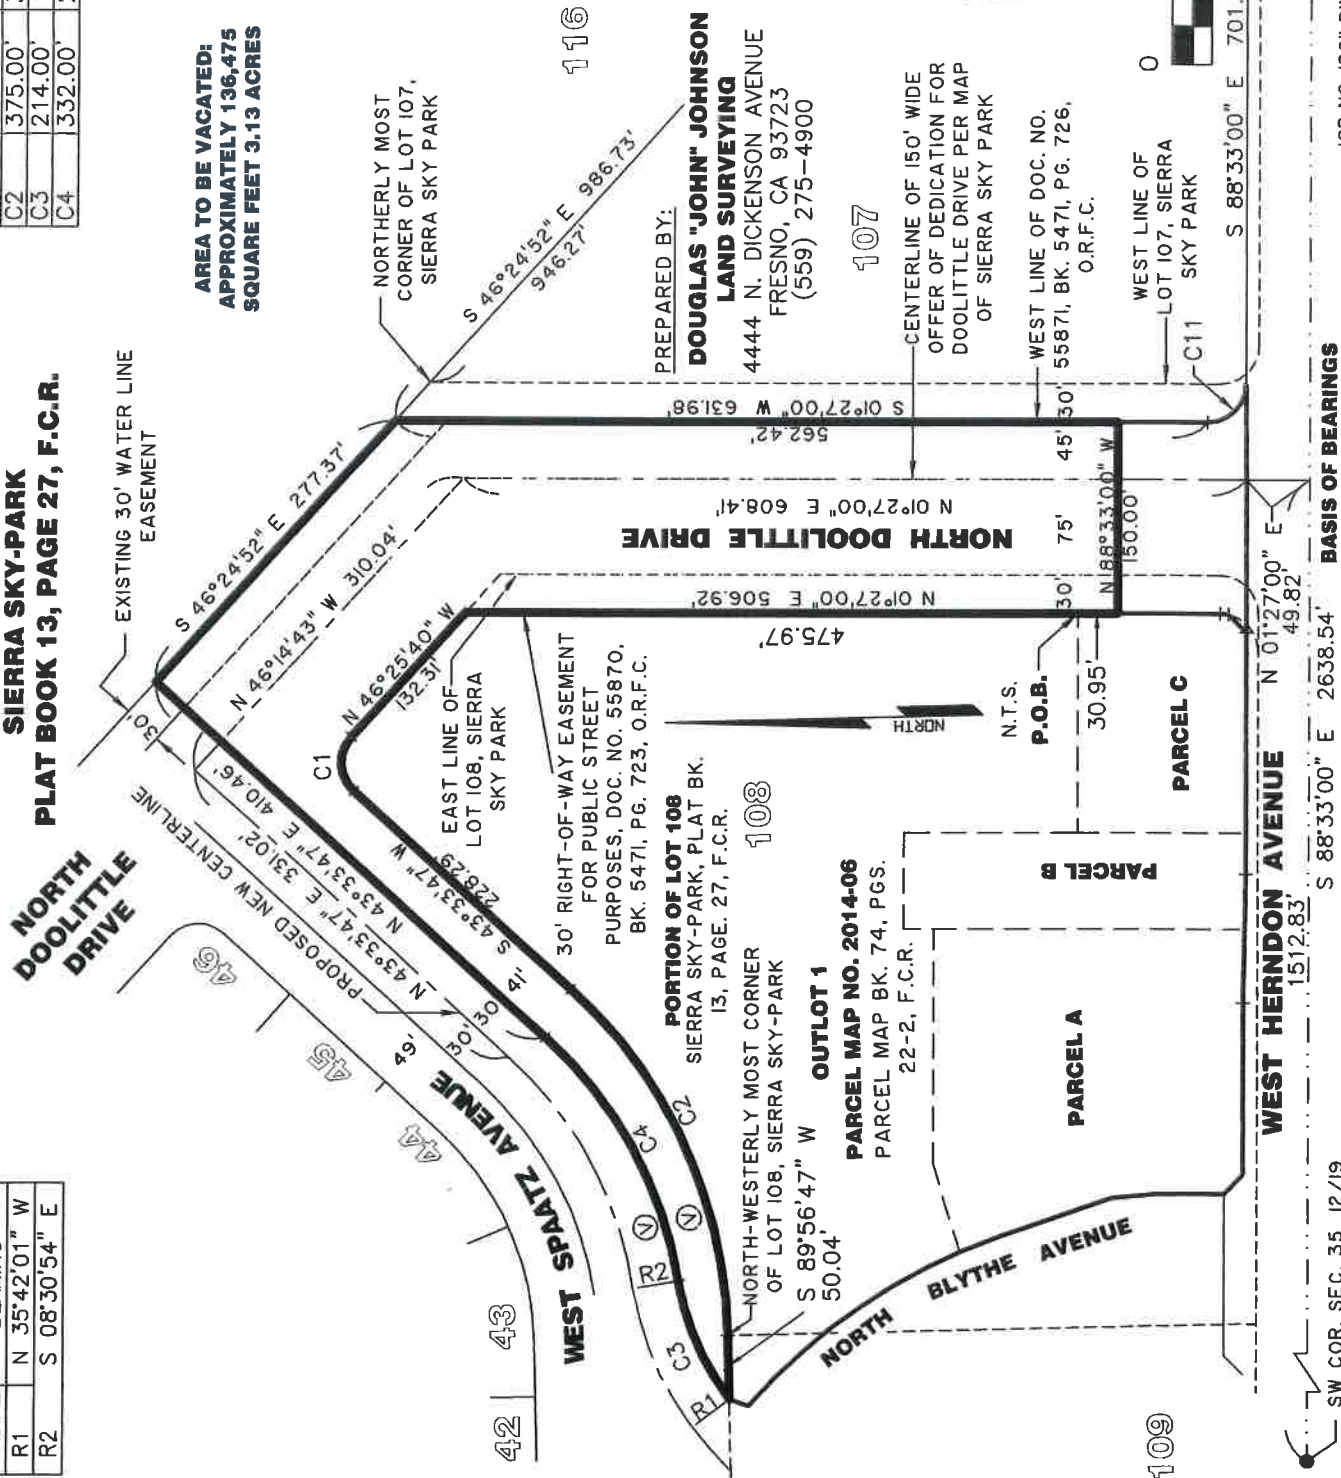 SIERRA SKY-PARK
PLAT BOOK 13, PAGE 27, F.C.R.
R1 N 35°42'01" W
R2 S 08°30'54" E
C2 375.00'
C3 214.00'
C4 332.00'
AREA TO BE VACATED:
APPROXIMATELY 136,475
SQUARE FEET 3.13 ACRES
116
EXISTING 30' WATER LINE
EASEMENT
NORTHERLY MOST
CORNER OF LOT 107,
SIERRA SKY PARK
S 46°24'52" E 986.73'
946.27'
PREPARED BY:
DOUGLAS "JOHN" JOHNSON
LAND SURVEYING
4444 N. DICKENSON AVENUE
FRESNO, CA 93723
(559) 275-4900
107
CENTERLINE OF 150' WIDE
OFFER OF DEDICATION FOR
DOOLITTLE DRIVE PER MAP
OF SIERRA SKY PARK
WEST LINE OF DOC. NO.
55871, BK. 5471, PG. 726,
O.R.F.C.
WEST LINE OF
LOT 107, SIERRA
SKY PARK
C11
0
S 88°33'00" E 701.
NORTH
DOOLITTLE
DRIVE
30'
S 46°24'52" E 277.37'
N 46°14'43" W 310.04'
N 46°25'40" W
132.31'
C1
S 01°27'00" W 631.98'
562.42'
N 01°27'00" E 608.41'
NORTH DOOLITTLE DRIVE
N 01°27'00" E 506.92'
475.97'
30'
75'
45'
30'
N 88°33'00" W
150.00'
PROPOSED NEW CENTERLINE
N 43°33'47" E 410.46'
N 43°33'47" E 331.02'
S 43°33'47" W
228.29'
EAST LINE OF
LOT 108, SIERRA
SKY PARK
30' RIGHT-OF-WAY EASEMENT
FOR PUBLIC STREET
PURPOSES, DOC. NO. 55870,
BK. 5471, PG. 723, O.R.F.C.
NORTH
N.T.S.
P.O.B.
30.95'
PORTION OF LOT 108
SIERRA SKY-PARK, PLAT BK.
13, PAGE. 27, F.C.R.
108
46
45
44
43
42
49'
30'
30
41'
WEST SPAATZ AVENUE
C4
C2
V
V
R2
C3
R1
NORTH-WESTERLY MOST CORNER
OF LOT 108, SIERRA SKY-PARK
S 89°56'47" W
50.04'
OUTLOT 1
PARCEL MAP NO. 2014-06
PARCEL MAP BK. 74, PGS.
22-2, F.C.R.
PARCEL A
PARCEL B
PARCEL C
NORTH BLYTHE AVENUE
109
WEST HERNDON AVENUE
1512.83'
N 01°27'00" E
49.82'
S 88°33'00" E 2638.54'
BASIS OF BEARINGS
SW COR. SEC. 35, 12/19